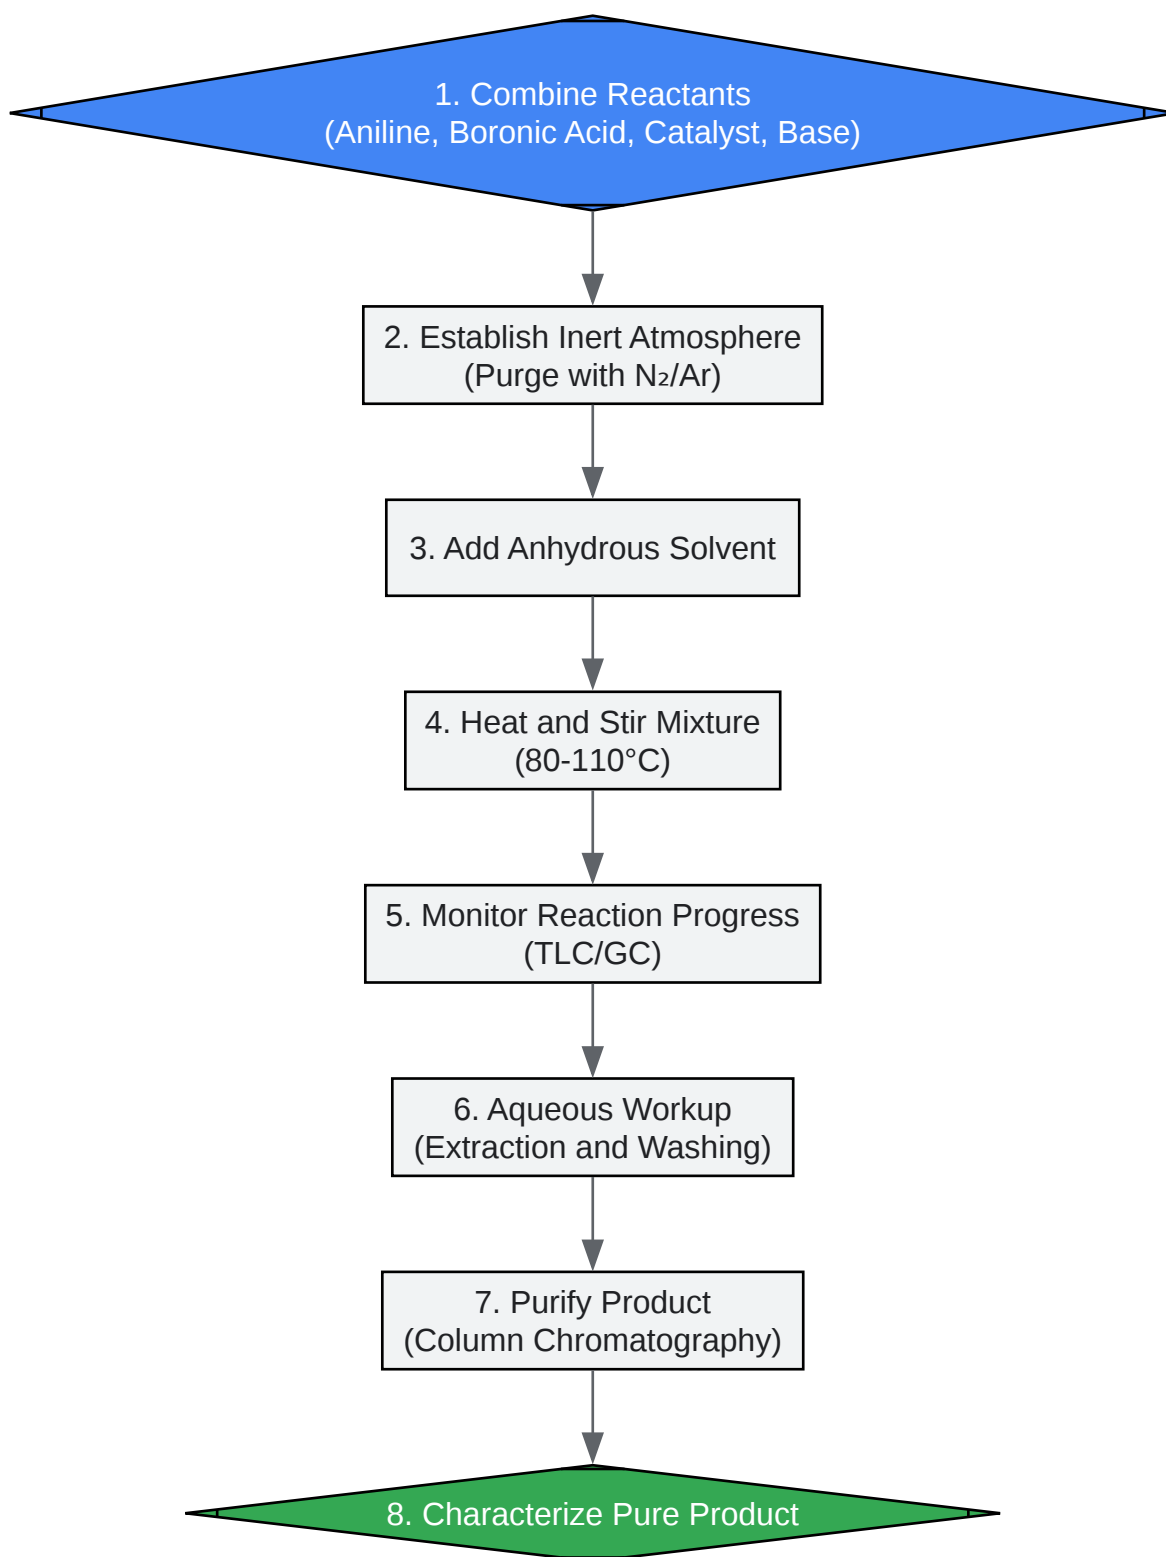 1. Combine Reactants
(Aniline, Boronic Acid, Catalyst, Base)
2. Establish Inert Atmosphere
(Purge with N₂/Ar)
3. Add Anhydrous Solvent
4. Heat and Stir Mixture
(80-110°C)
5. Monitor Reaction Progress
(TLC/GC)
6. Aqueous Workup
(Extraction and Washing)
7. Purify Product
(Column Chromatography)
8. Characterize Pure Product